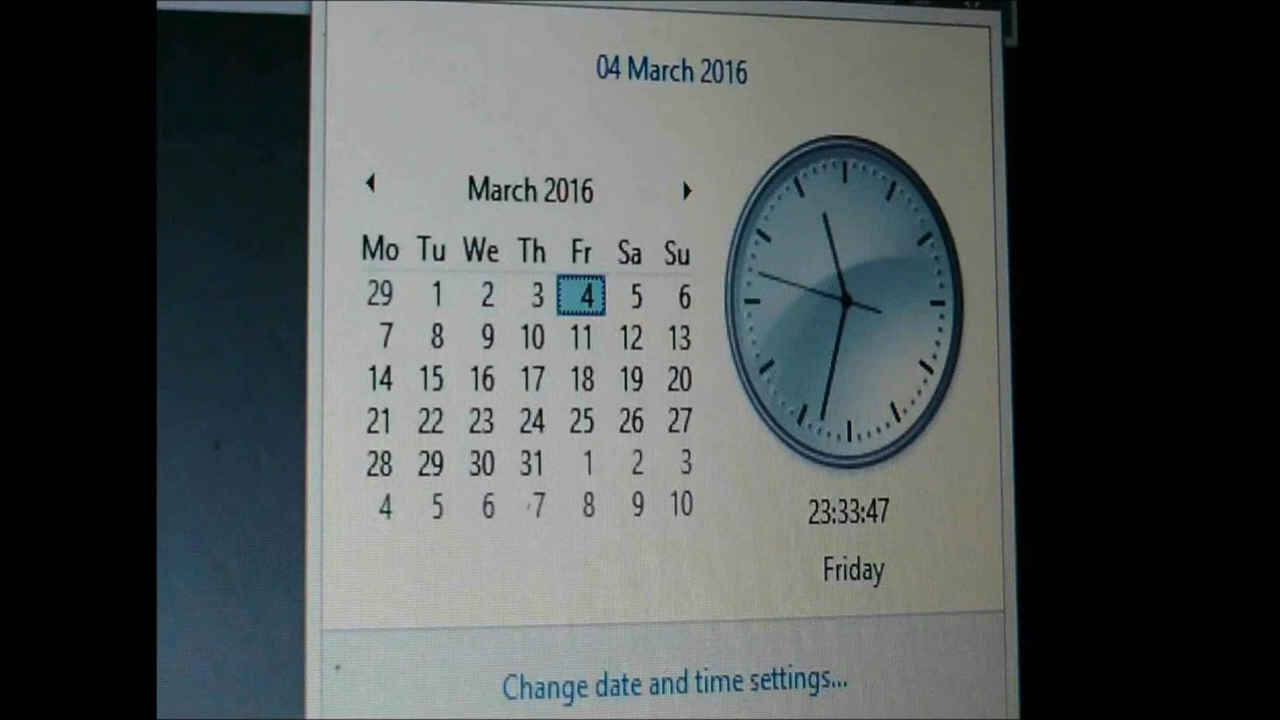 04 March 2016
March 2016
Mo Tu We Th Fr Sa Su
29 1 2 3 4 5 6
7 8 9 10 11 12 13
14 15 16 17 18 19 20
21 22 23 24 25 26 27
28 29 30 31 1 2 3
4 5 6 7 8 9 10
23:33:47
Friday
Change date and time settings...